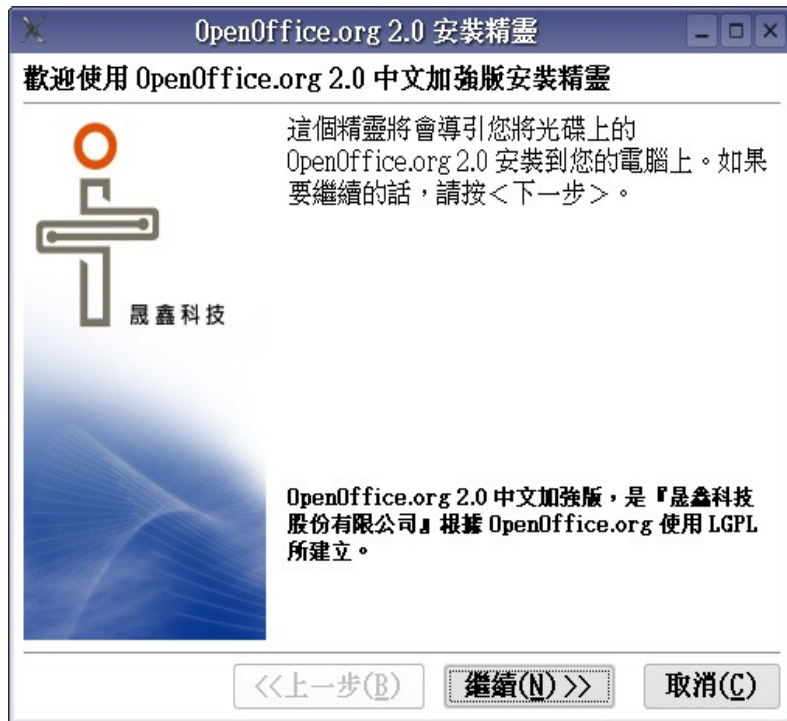 OpenOffice.org 2.0 安裝精靈
歡迎使用 OpenOffice.org 2.0 中文加強版安裝精靈
這個精靈將會導引您將光碟上的
OpenOffice.org 2.0 安裝到您的電腦上。如果
要繼續的話，請按＜下一步＞。
晟鑫科技
OpenOffice.org 2.0 中文加強版，是『晟鑫科技
股份有限公司』根據 OpenOffice.org 使用 LGPL
所建立。
<<上一步(B)
繼續(N) >>
取消(C)